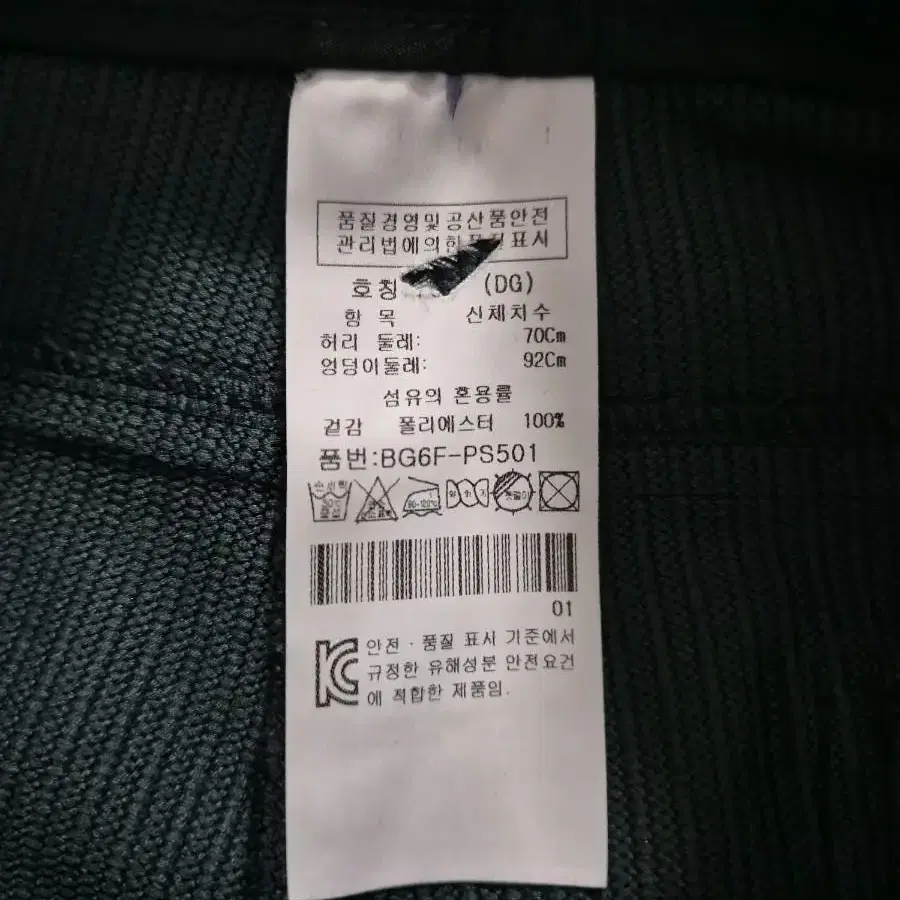 품질경영및공산품안전
관리법에의한 표시
호칭 (DG)
항 목 신체치수
허리 둘레: 70Cm
엉덩이둘레: 92Cm
섬유의 혼용률
겉감 폴리에스터 100%
품번:BG6F-PS501
80-120℃
01
안전 · 품질 표시 기준에서
규정한 유해성분 안전요건
에 적합한 제품임.